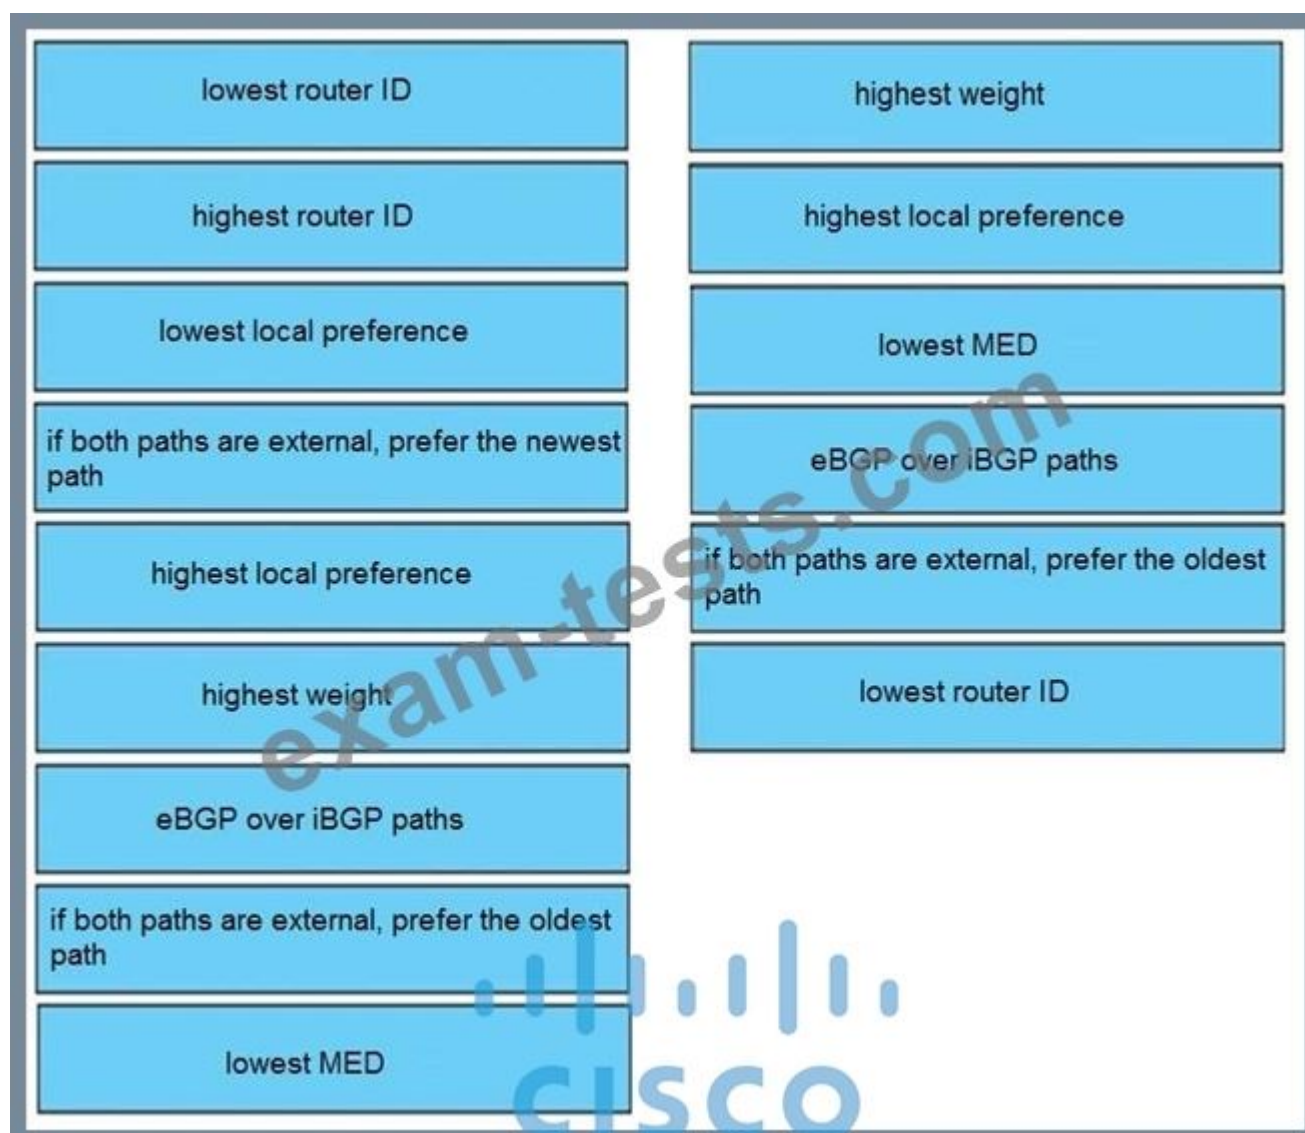 lowest router ID
highest router ID
lowest local preference
if both paths are external, prefer the newest
path
highest local preference
highest weight
eBGP over iBGP paths
if both paths are external, prefer the oldest
path
lowest MED
highest weight
highest local preference
lowest MED
eBGP over iBGP paths
if both paths are external, prefer the oldest
path
lowest router ID
exam-tests.com
CISCO